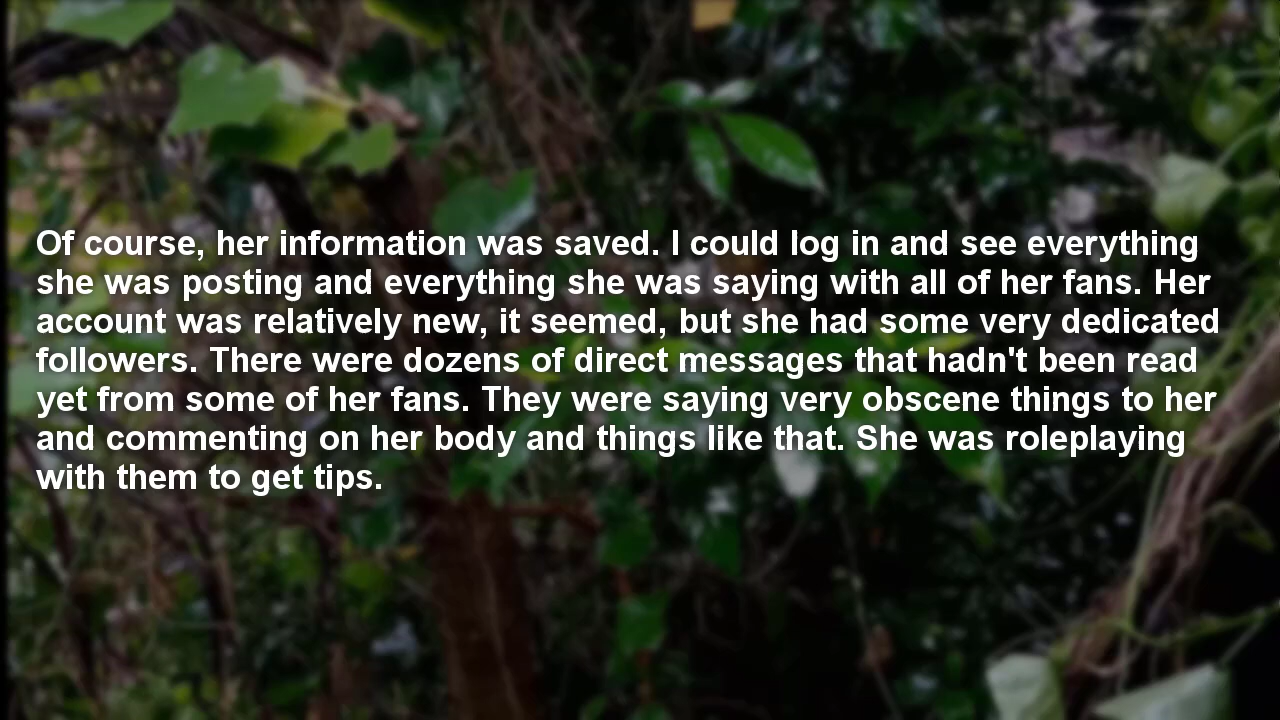 Of course, her information was saved. I could log in and see everything
she was posting and everything she was saying with all of her fans. Her
account was relatively new, it seemed, but she had some very dedicated
followers. There were dozens of direct messages that hadn't been read
yet from some of her fans. They were saying very obscene things to her
and commenting on her body and things like that. She was roleplaying
with them to get tips.